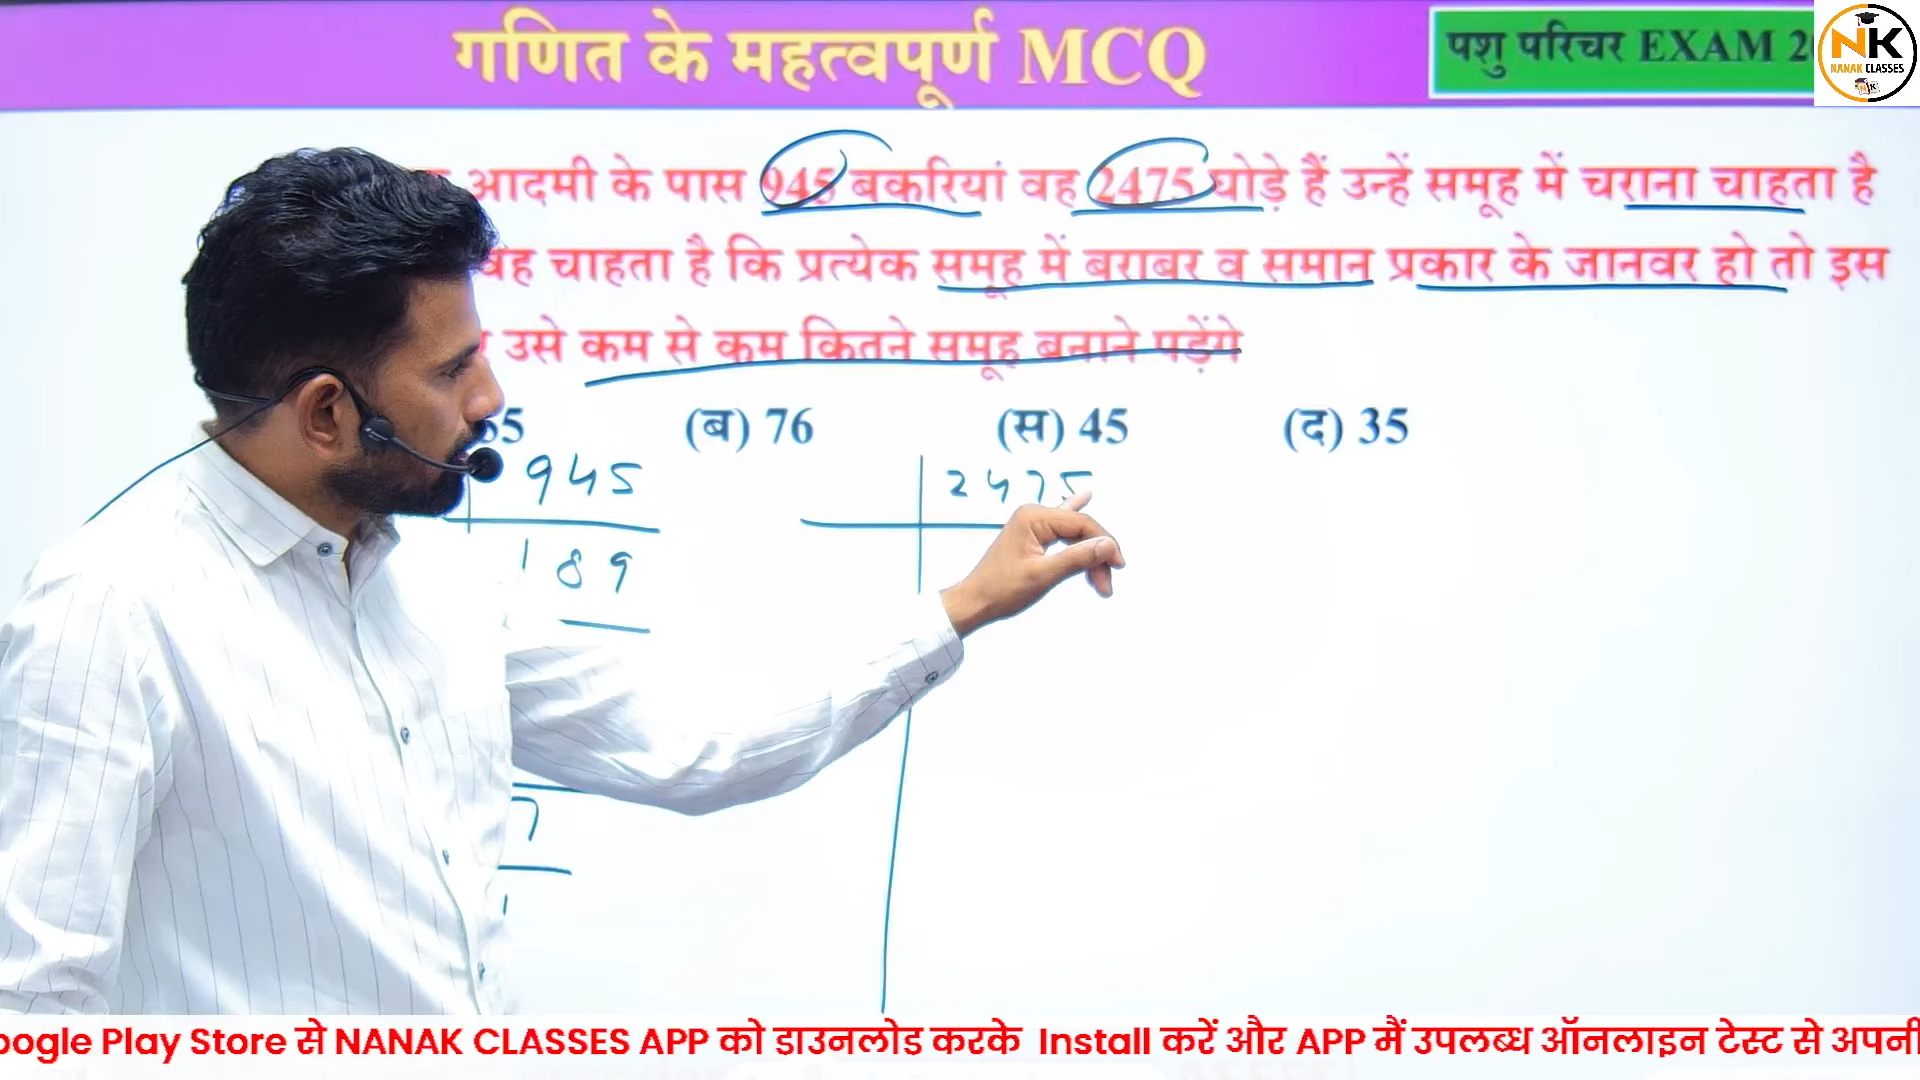 गणित के महत्वपूर्ण MCQ
पशु परिचर EXAM
NK
NANAK CLASSES
आदमी के पास 945 बकरियां वह 2475 घोड़े हैं उन्हें समूह में चराना चाहता है
वह चाहता है कि प्रत्येक समूह में बराबर व समान प्रकार के जानवर हो तो इस
उसे कम से कम कितने समूह बनाने पड़ेंगे
(ब) 76 (स) 45 (द) 35
945 2475
189
7
1
Play Store से NANAK CLASSES APP को डाउनलोड करके Install करें और APP मैं उपलब्ध ऑनलाइन टेस्ट से अपनी